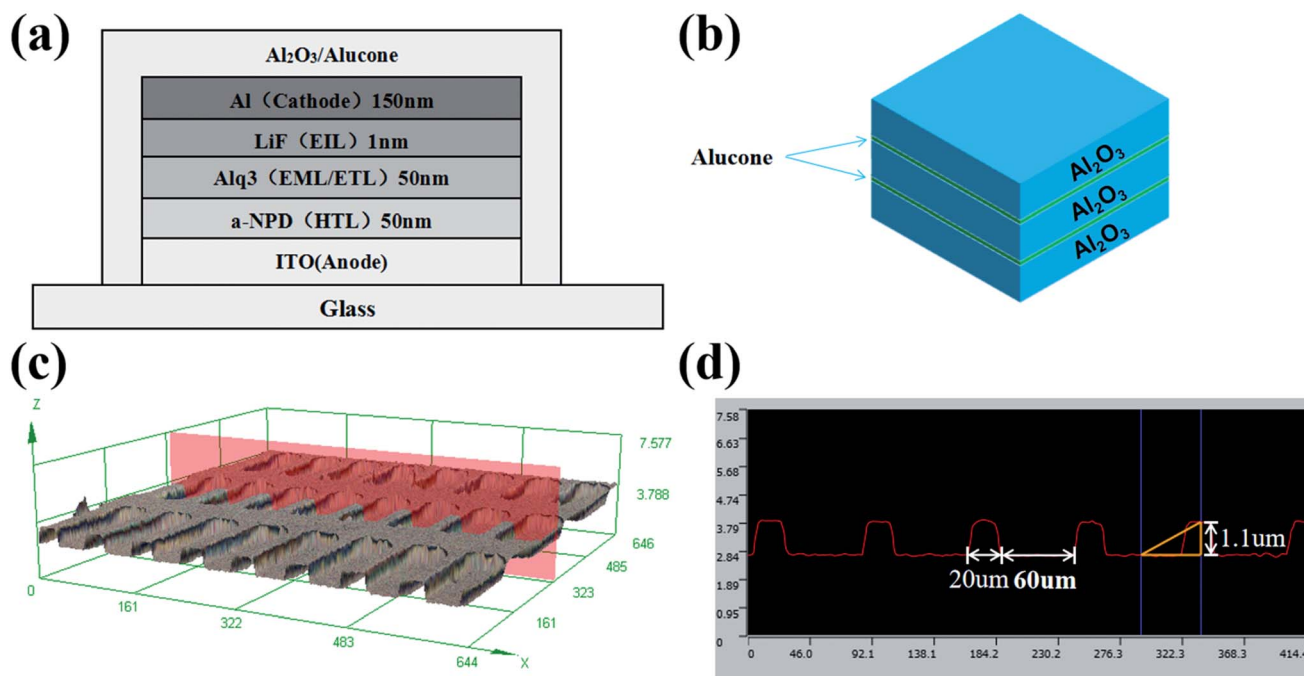 (a)
Al₂O₃/Alucone
Al（Cathode）150nm
LiF（EIL）1nm
Alq3（EML/ETL）50nm
a-NPD（HTL）50nm
ITO(Anode)
Glass
(b)
Alucone
Al₂O₃
Al₂O₃
Al₂O₃
(c)
Z
7.577
3.788
646
485
323
161
0
161
322
483
644
X
(d)
7.58
6.63
5.68
4.74
3.79
2.84
1.89
0.95
0
1.1um
20um 60um
0 46.0 92.1 138.1 184.2 230.2 276.3 322.3 368.3 414.4